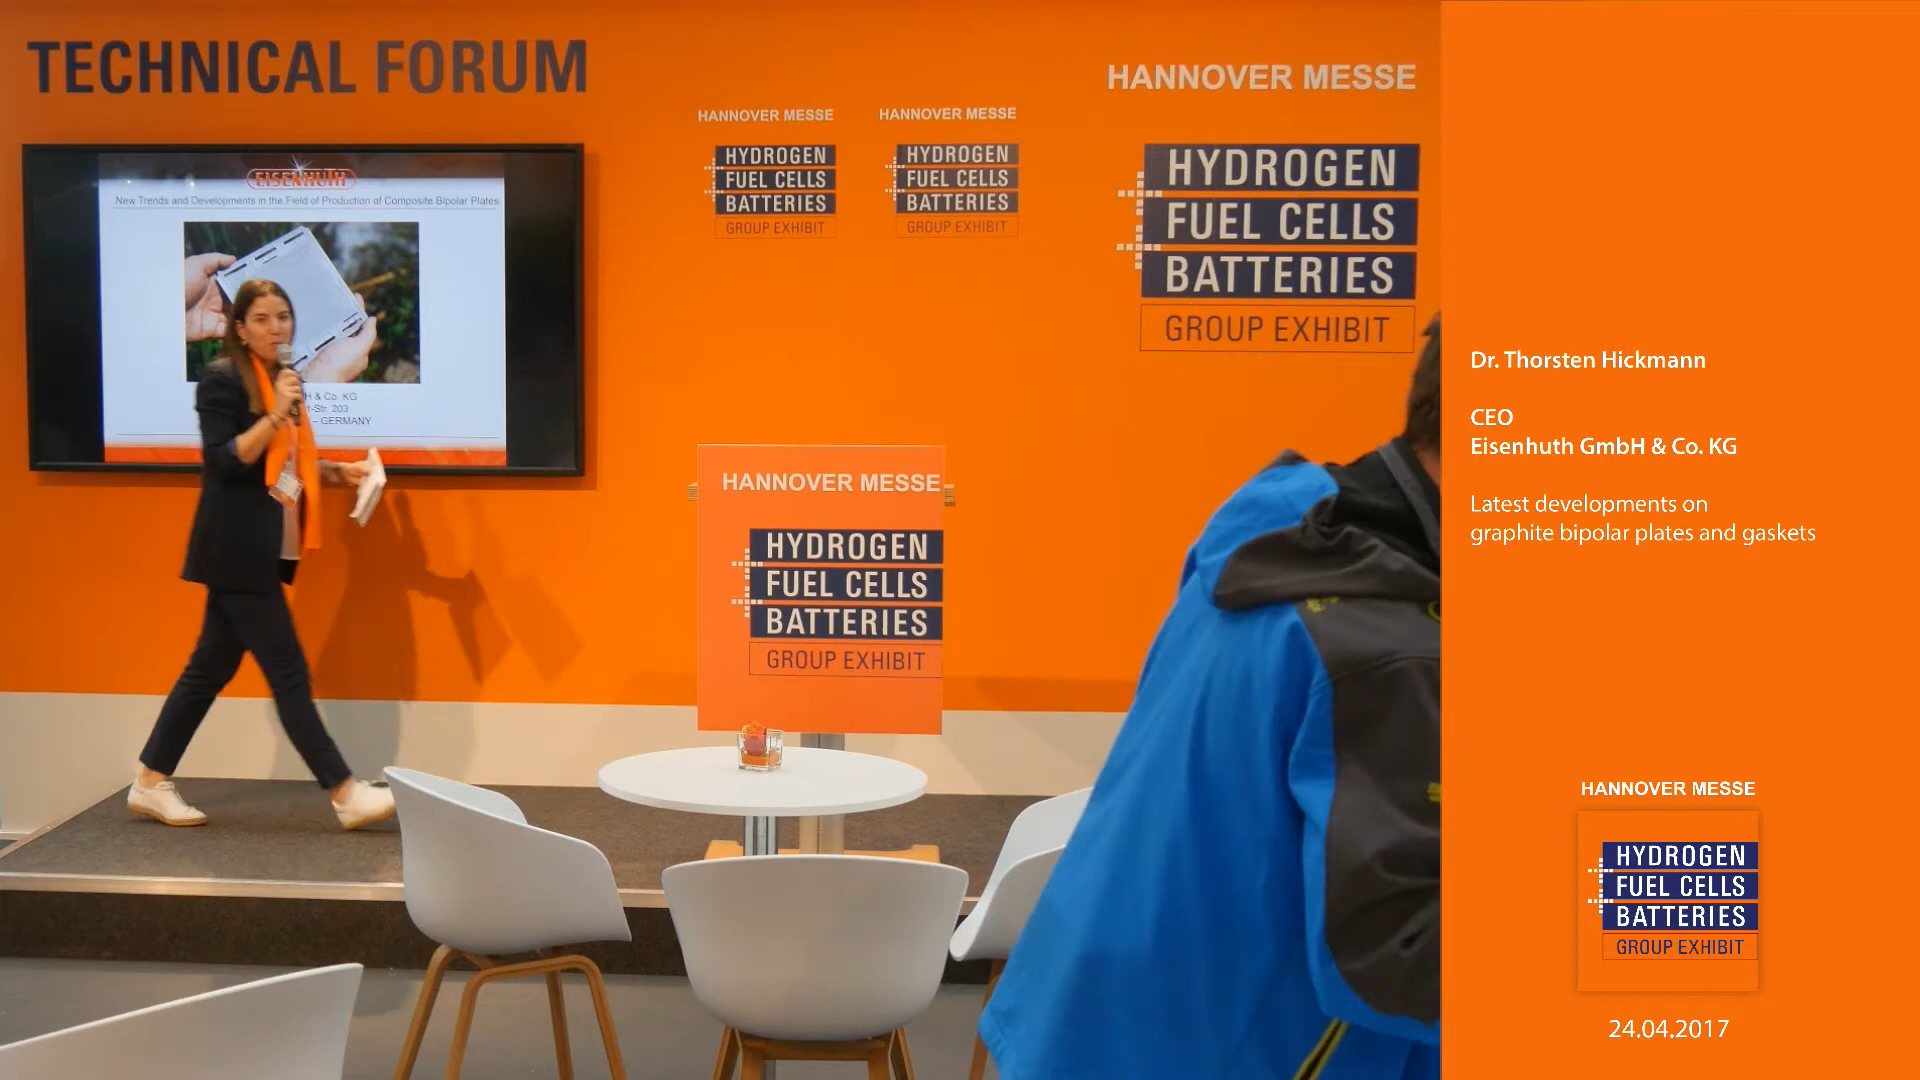 TECHNICAL FORUM
EISENHUTH
New Trends and Developments in the Field of Production of Composite Bipolar Plates
H & Co. KG
t-Str. 203
– GERMANY
HANNOVER MESSE
HYDROGEN
FUEL CELLS
BATTERIES
GROUP EXHIBIT
HANNOVER MESSE
HYDROGEN
FUEL CELLS
BATTERIES
GROUP EXHIBIT
HANNOVER MESSE
HYDROGEN
FUEL CELLS
BATTERIES
GROUP EXHIBIT
HANNOVER MESSE
HYDROGEN
FUEL CELLS
BATTERIES
GROUP EXHIBIT
Dr. Thorsten Hickmann
CEO
Eisenhuth GmbH & Co. KG
Latest developments on
graphite bipolar plates and gaskets
HANNOVER MESSE
HYDROGEN
FUEL CELLS
BATTERIES
GROUP EXHIBIT
24.04.2017